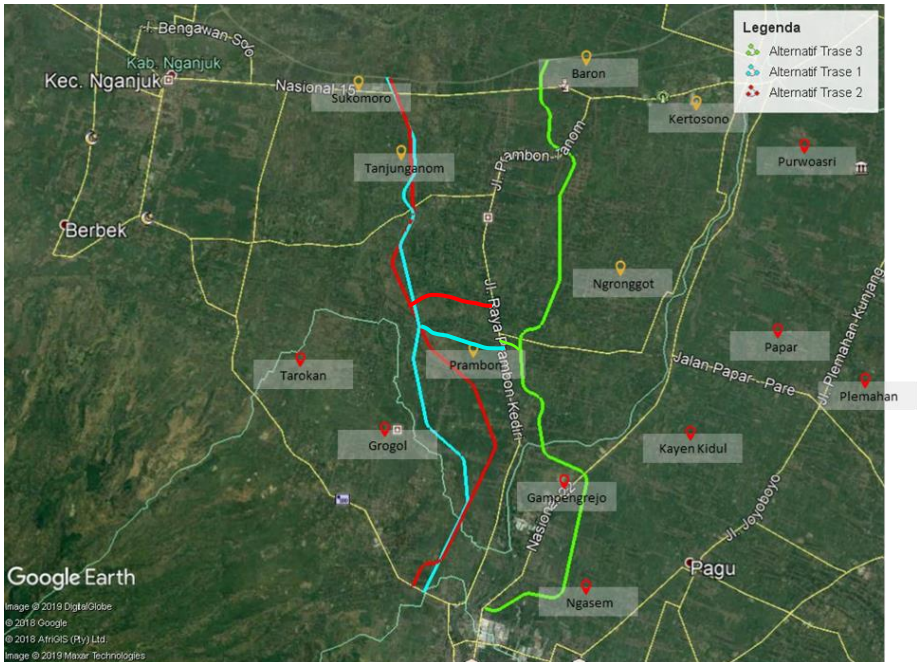 Jl. Bengawan Solo
Kab. Nganjuk
Kec. Nganjuk
Nasional 15
Sukomoro
Baron
Kertosono
Legenda
Alternatif Trase 3
Alternatif Trase 1
Alternatif Trase 2
Jl. Prambon-Tanom
Purwoasri
Tanjunganom
Berbek
Ngronggot
Jl. Raya Prambon-Kediri
Jl. Plemahan-Kunjang
Papar
Prambon
Jalan Papar - Pare
Tarokan
Plemahan
Grogol
Kayen Kidul
Gampengrejo
Nasional 22
Jl. Joyoboyo
Pagu
Ngasem
Google Earth
Image © 2019 DigitalGlobe
© 2018 Google
© 2018 AfriGIS (Pty) Ltd.
Image © 2019 Maxar Technologies